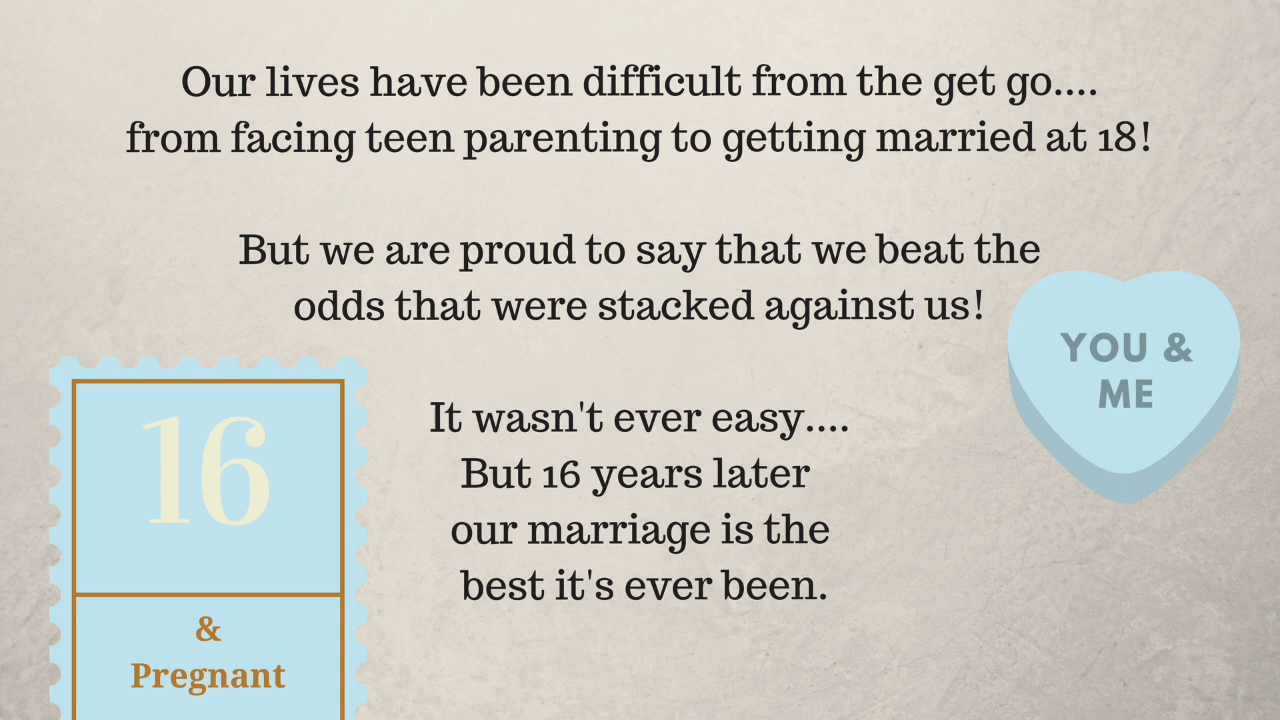 Our lives have been difficult from the get go....
from facing teen parenting to getting married at 18!
But we are proud to say that we beat the
odds that were stacked against us!
It wasn't ever easy....
But 16 years later
our marriage is the
best it's ever been.
YOU &
ME
16
&
Pregnant